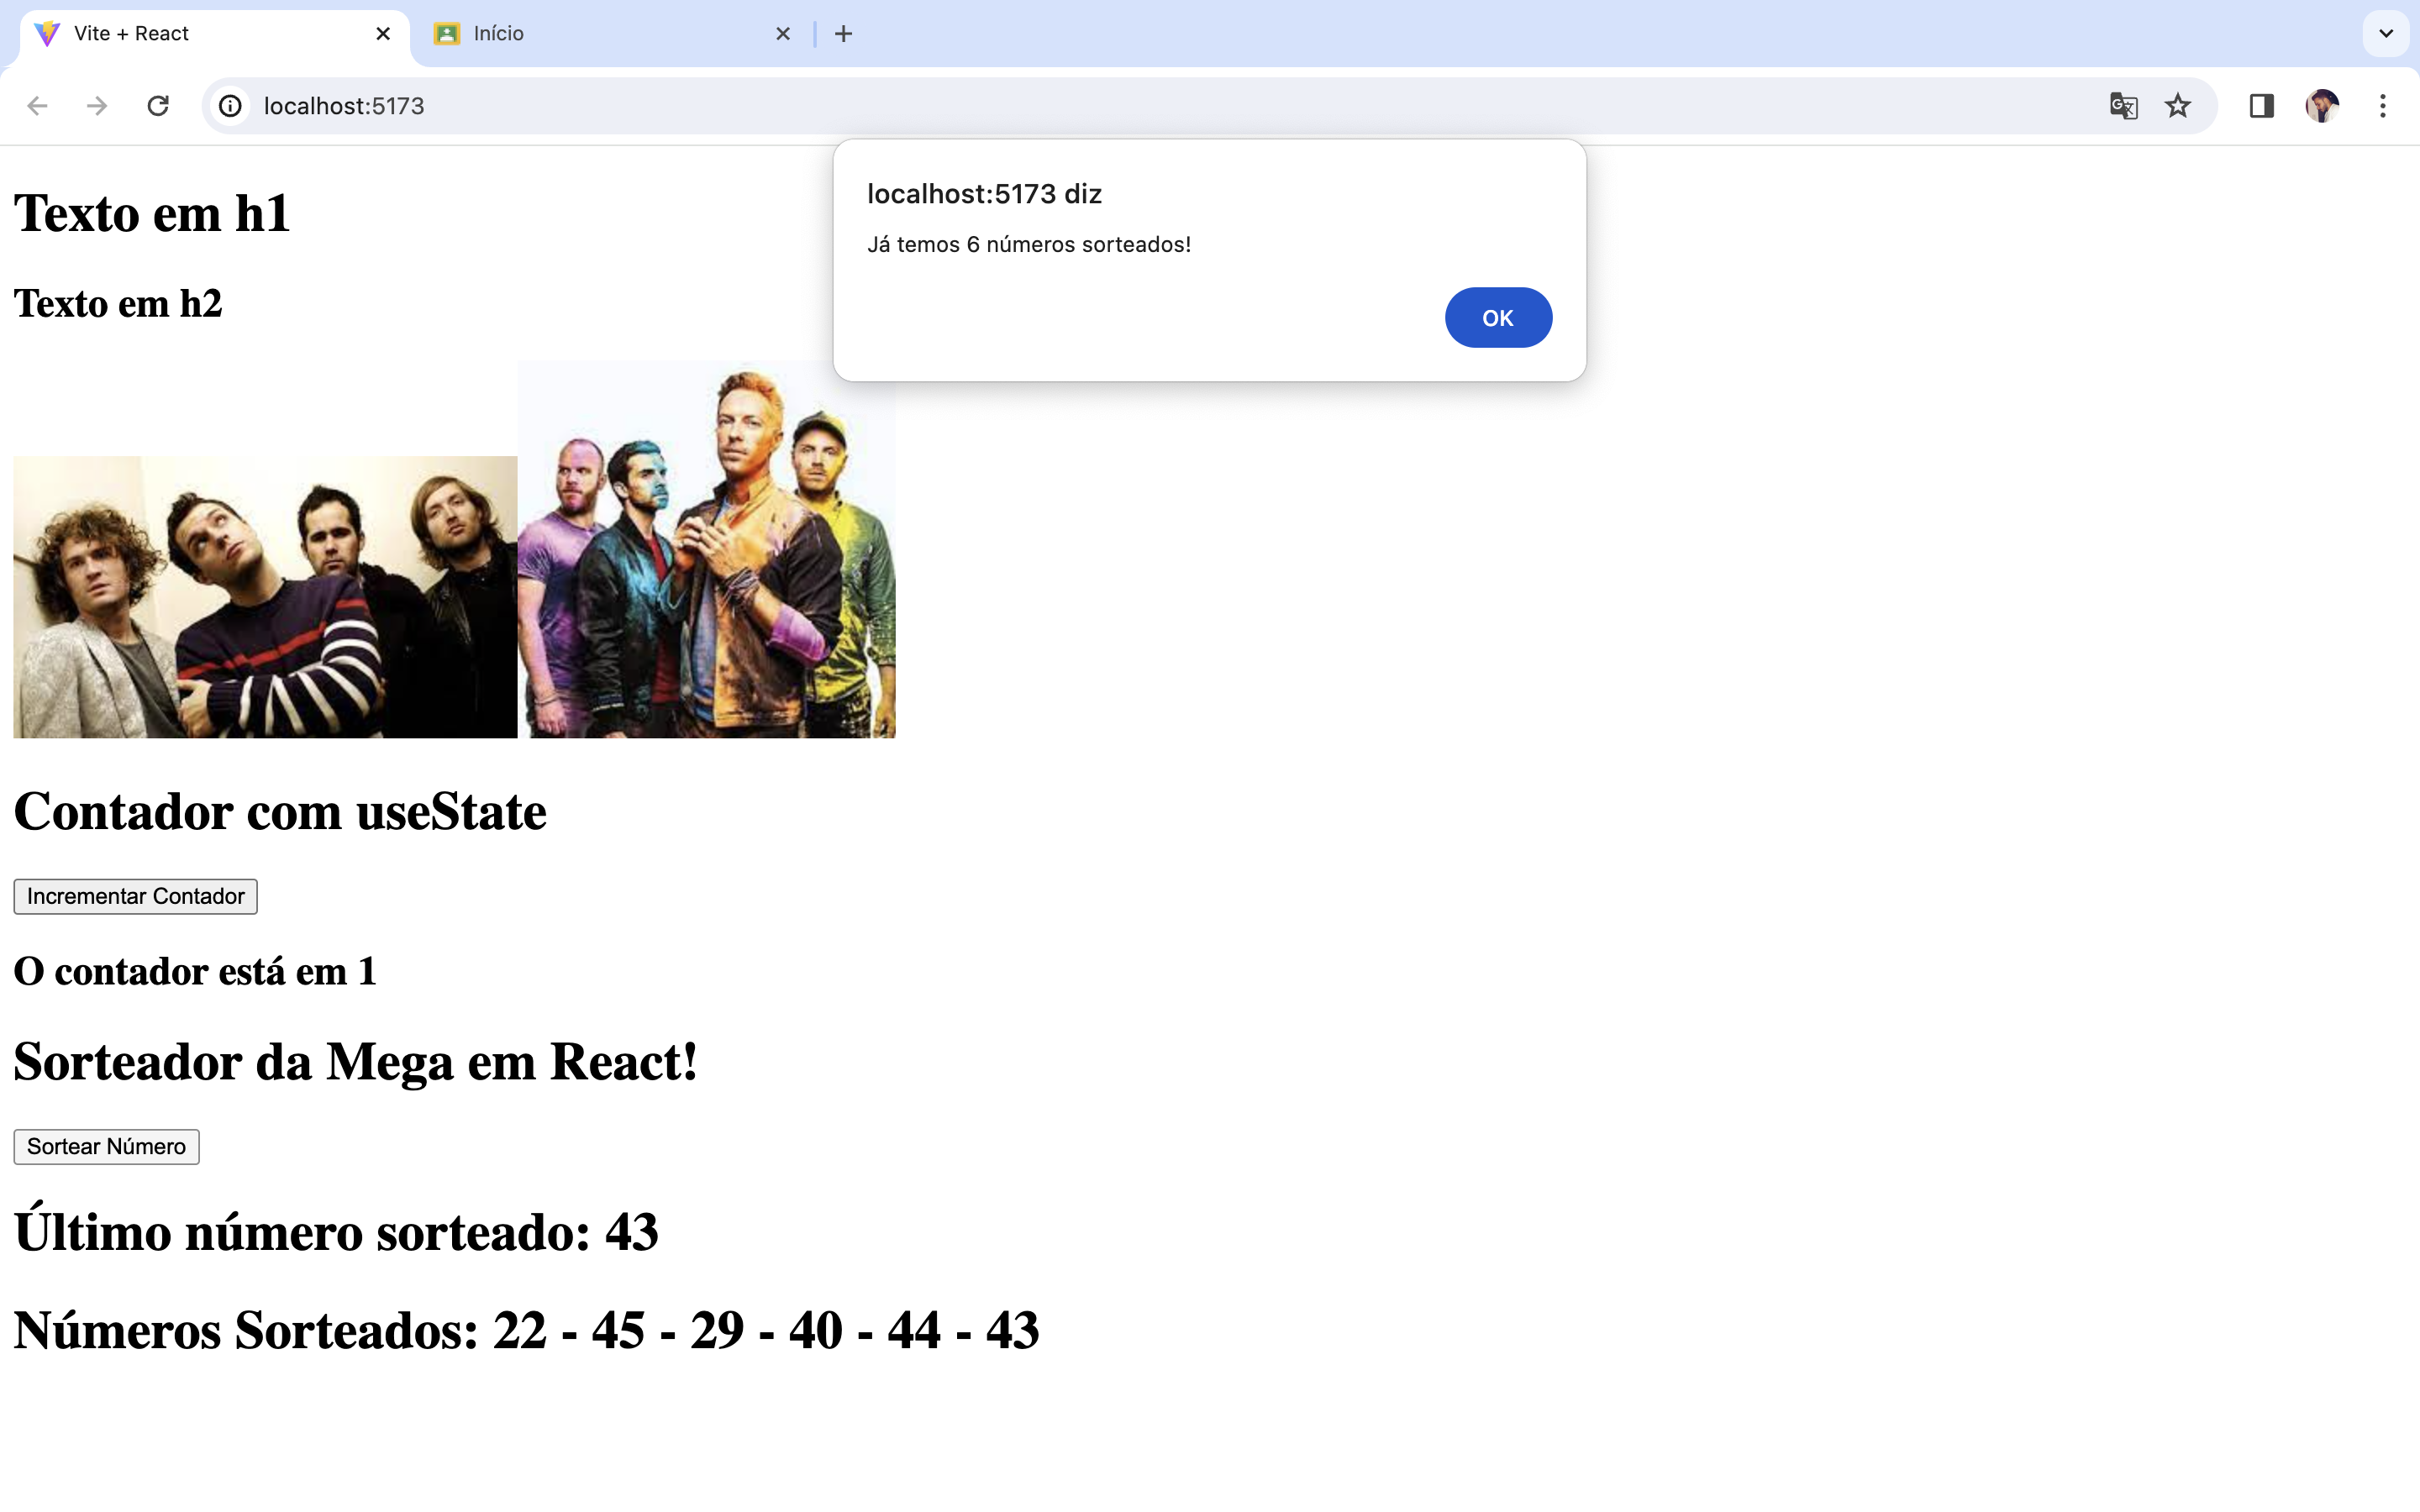 Vite + React
Início
localhost:5173
localhost:5173 diz
Já temos 6 números sorteados!
OK
Texto em h1
Texto em h2
Contador com useState
Incrementar Contador
O contador está em 1
Sorteador da Mega em React!
Sortear Número
Último número sorteado: 43
Números Sorteados: 22 - 45 - 29 - 40 - 44 - 43